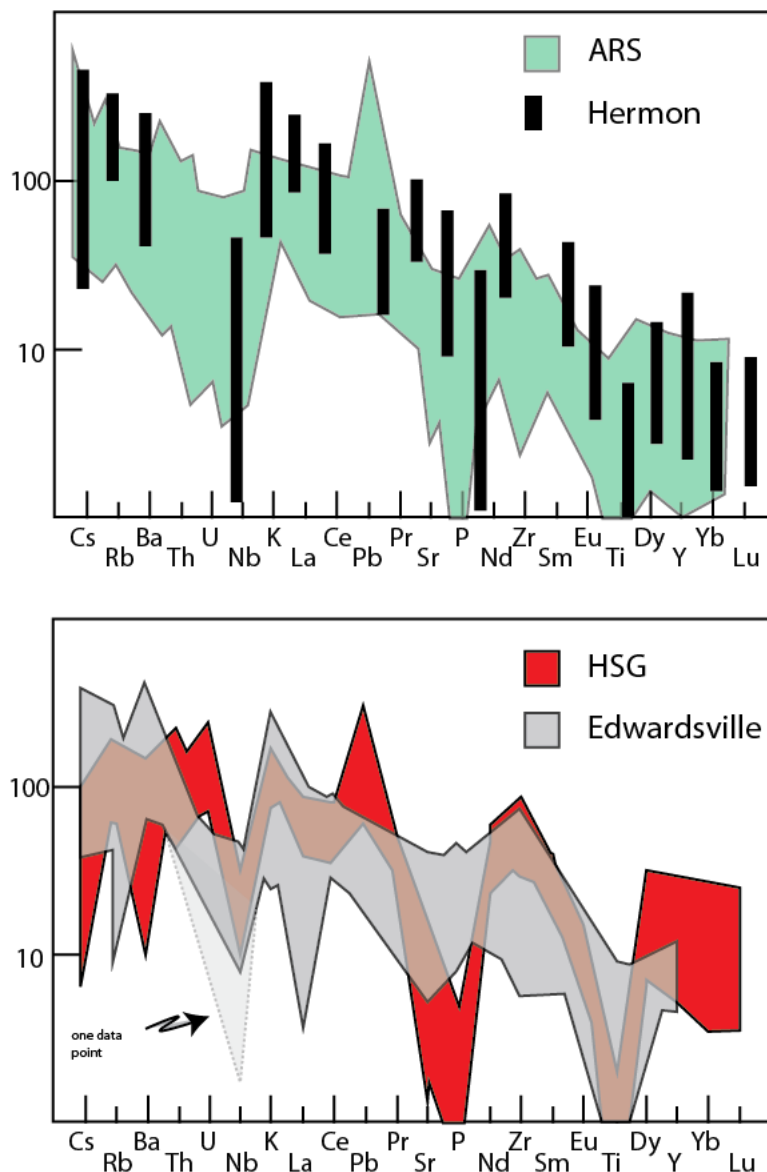 ARS
Hermon
100
10
Cs Ba U K Ce Pr P Zr Eu Dy Yb
Rb Th Nb La Pb Sr Nd Sm Ti Y Lu
HSG
Edwardsville
100
10
one data
point
Cs Ba U K Ce Pr P Zr Eu Dy Yb
Rb Th Nb La Pb Sr Nd Sm Ti Y Lu